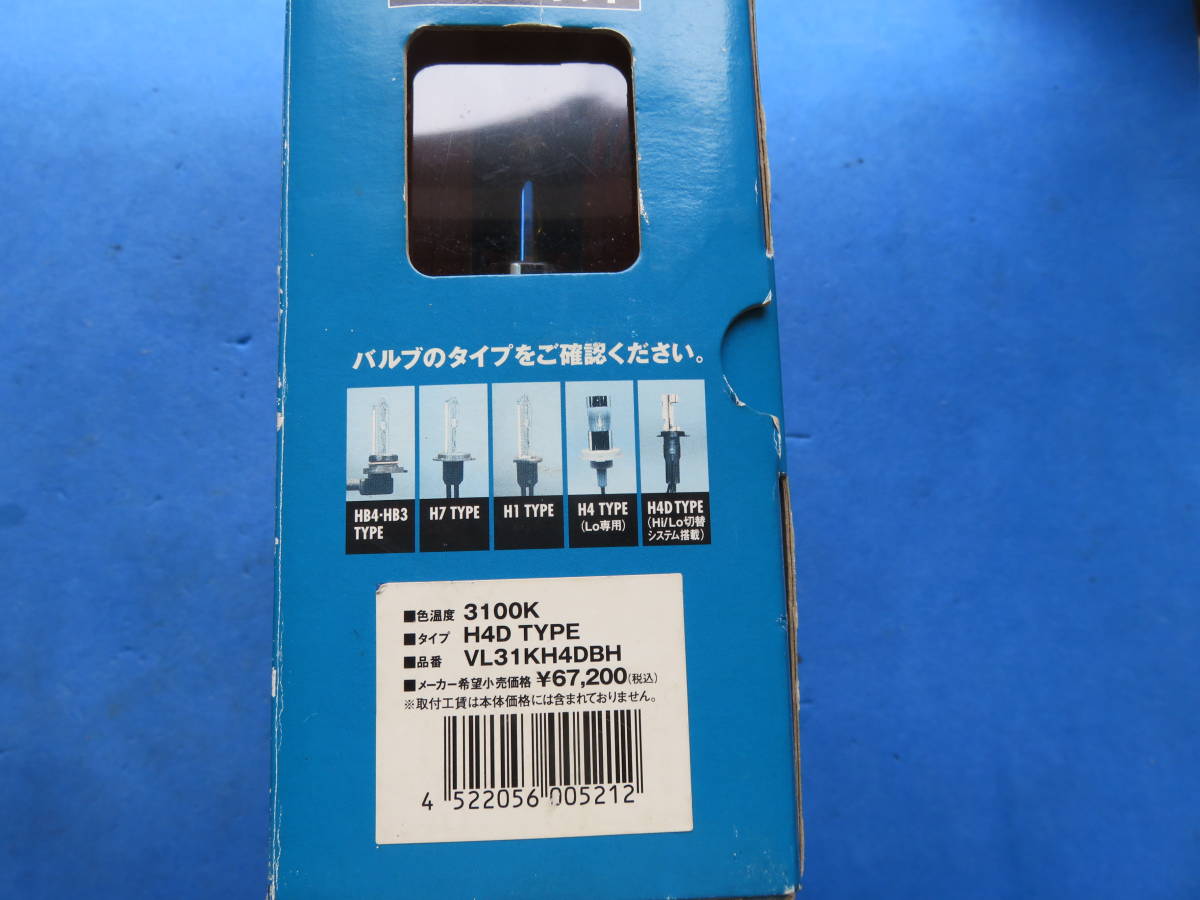 バルブのタイプをご確認ください。
HB4・HB3
TYPE
H7 TYPE
H1 TYPE
H4 TYPE
(Lo専用)
H4D TYPE
(Hi/Lo切替
システム搭載)
■色温度 3100K
■タイプ H4D TYPE
■品番 VL31KH4DBH
■メーカー希望小売価格 ¥67,200(税込)
※取付工賃は本体価格には含まれておりません。
4 522056 005212